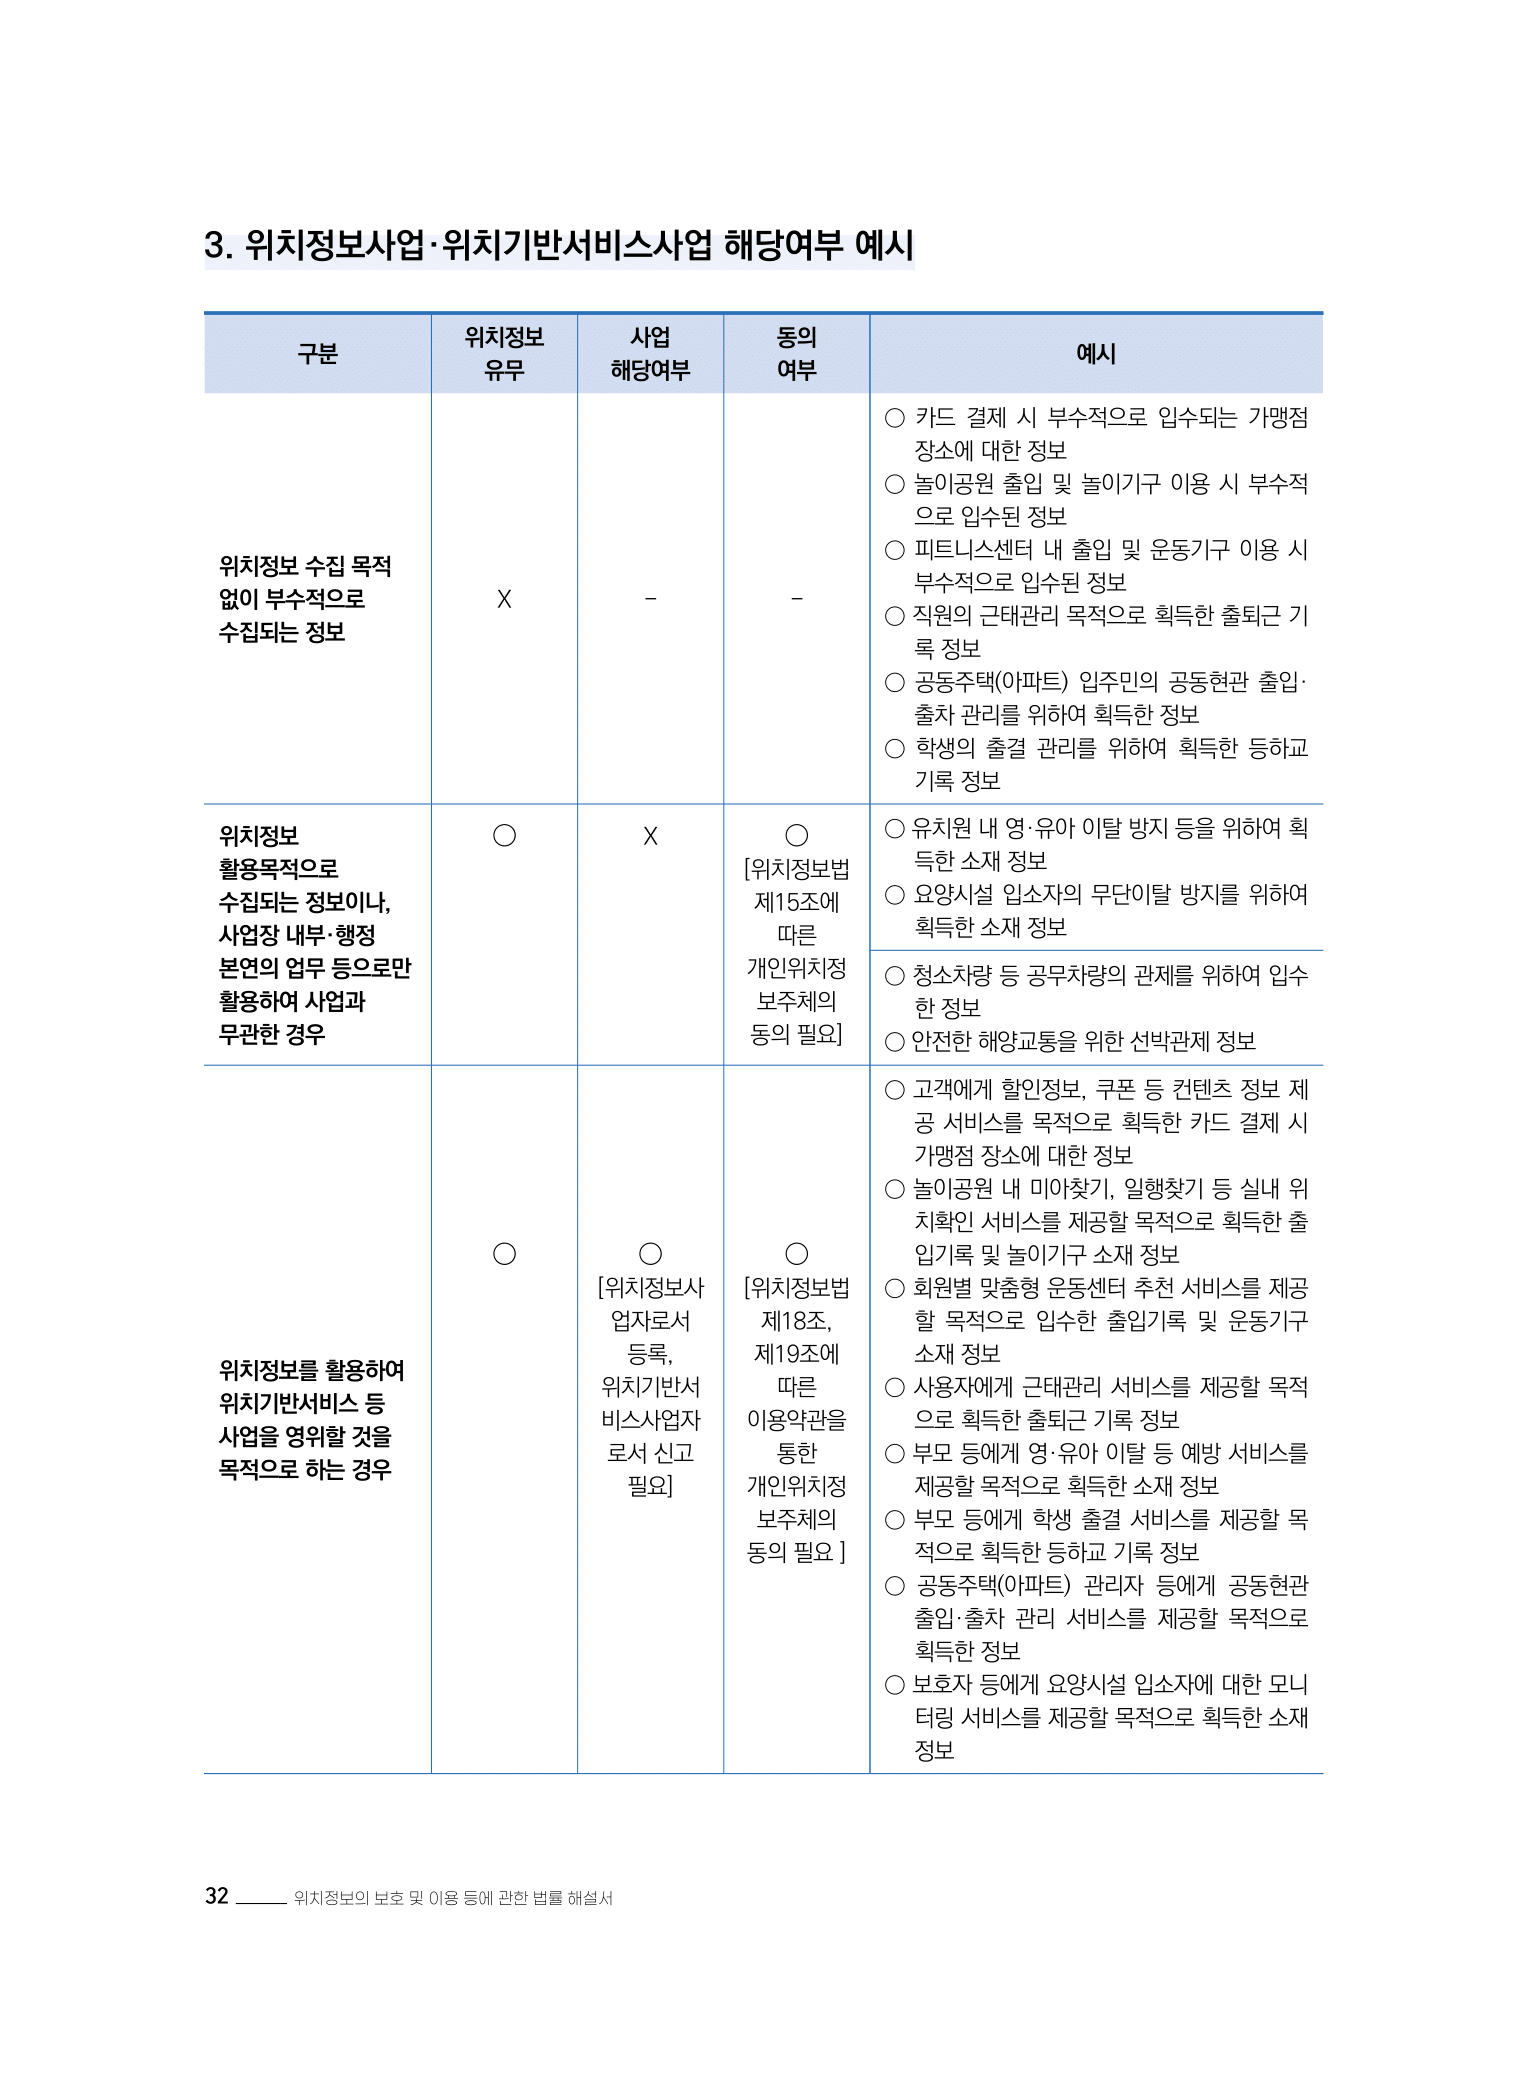 3. 위치정보사업·위치기반서비스사업 해당여부 예시
구분
위치정보
유무
사업
해당여부
동의
여부
예시
위치정보 수집 목적
없이 부수적으로
수집되는 정보
X
–
–
○ 카드 결제 시 부수적으로 입수되는 가맹점
장소에 대한 정보
○ 놀이공원 출입 및 놀이기구 이용 시 부수적
으로 입수된 정보
○ 피트니스센터 내 출입 및 운동기구 이용 시
부수적으로 입수된 정보
○ 직원의 근태관리 목적으로 획득한 출퇴근 기
록 정보
○ 공동주택(아파트) 입주민의 공동현관 출입·
출차 관리를 위하여 획득한 정보
○ 학생의 출결 관리를 위하여 획득한 등하교
기록 정보
위치정보
활용목적으로
수집되는 정보이나,
사업장 내부·행정
본연의 업무 등으로만
활용하여 사업과
무관한 경우
○
X
○
[위치정보법
제15조에
따른
개인위치정
보주체의
동의 필요]
○ 유치원 내 영·유아 이탈 방지 등을 위하여 획
득한 소재 정보
○ 요양시설 입소자의 무단이탈 방지를 위하여
획득한 소재 정보
○ 청소차량 등 공무차량의 관제를 위하여 입수
한 정보
○ 안전한 해양교통을 위한 선박관제 정보
위치정보를 활용하여
위치기반서비스 등
사업을 영위할 것을
목적으로 하는 경우
○
○
[위치정보사
업자로서
등록,
위치기반서
비스사업자
로서 신고
필요]
○
[위치정보법
제18조,
제19조에
따른
이용약관을
통한
개인위치정
보주체의
동의 필요 ]
○ 고객에게 할인정보, 쿠폰 등 컨텐츠 정보 제
공 서비스를 목적으로 획득한 카드 결제 시
가맹점 장소에 대한 정보
○ 놀이공원 내 미아찾기, 일행찾기 등 실내 위
치확인 서비스를 제공할 목적으로 획득한 출
입기록 및 놀이기구 소재 정보
○ 회원별 맞춤형 운동센터 추천 서비스를 제공
할 목적으로 입수한 출입기록 및 운동기구
소재 정보
○ 사용자에게 근태관리 서비스를 제공할 목적
으로 획득한 출퇴근 기록 정보
○ 부모 등에게 영·유아 이탈 등 예방 서비스를
제공할 목적으로 획득한 소재 정보
○ 부모 등에게 학생 출결 서비스를 제공할 목
적으로 획득한 등하교 기록 정보
○ 공동주택(아파트) 관리자 등에게 공동현관
출입·출차 관리 서비스를 제공할 목적으로
획득한 정보
○ 보호자 등에게 요양시설 입소자에 대한 모니
터링 서비스를 제공할 목적으로 획득한 소재
정보
32 위치정보의 보호 및 이용 등에 관한 법률 해설서